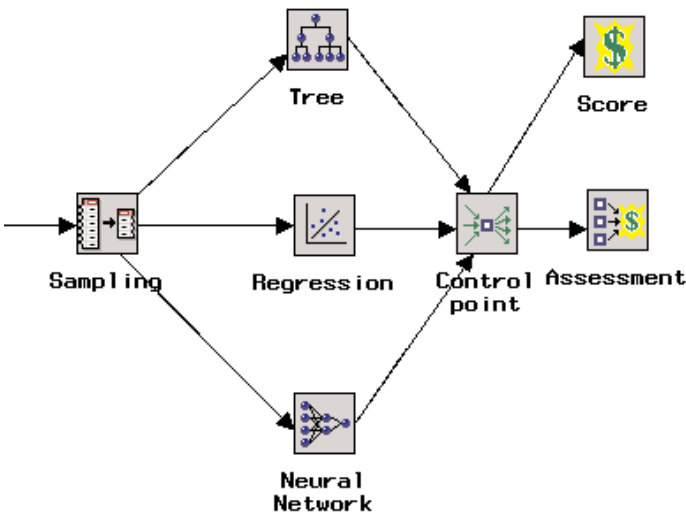 Tree
Score
Sampling
Regression
Control
point
Assessment
Neural
Network